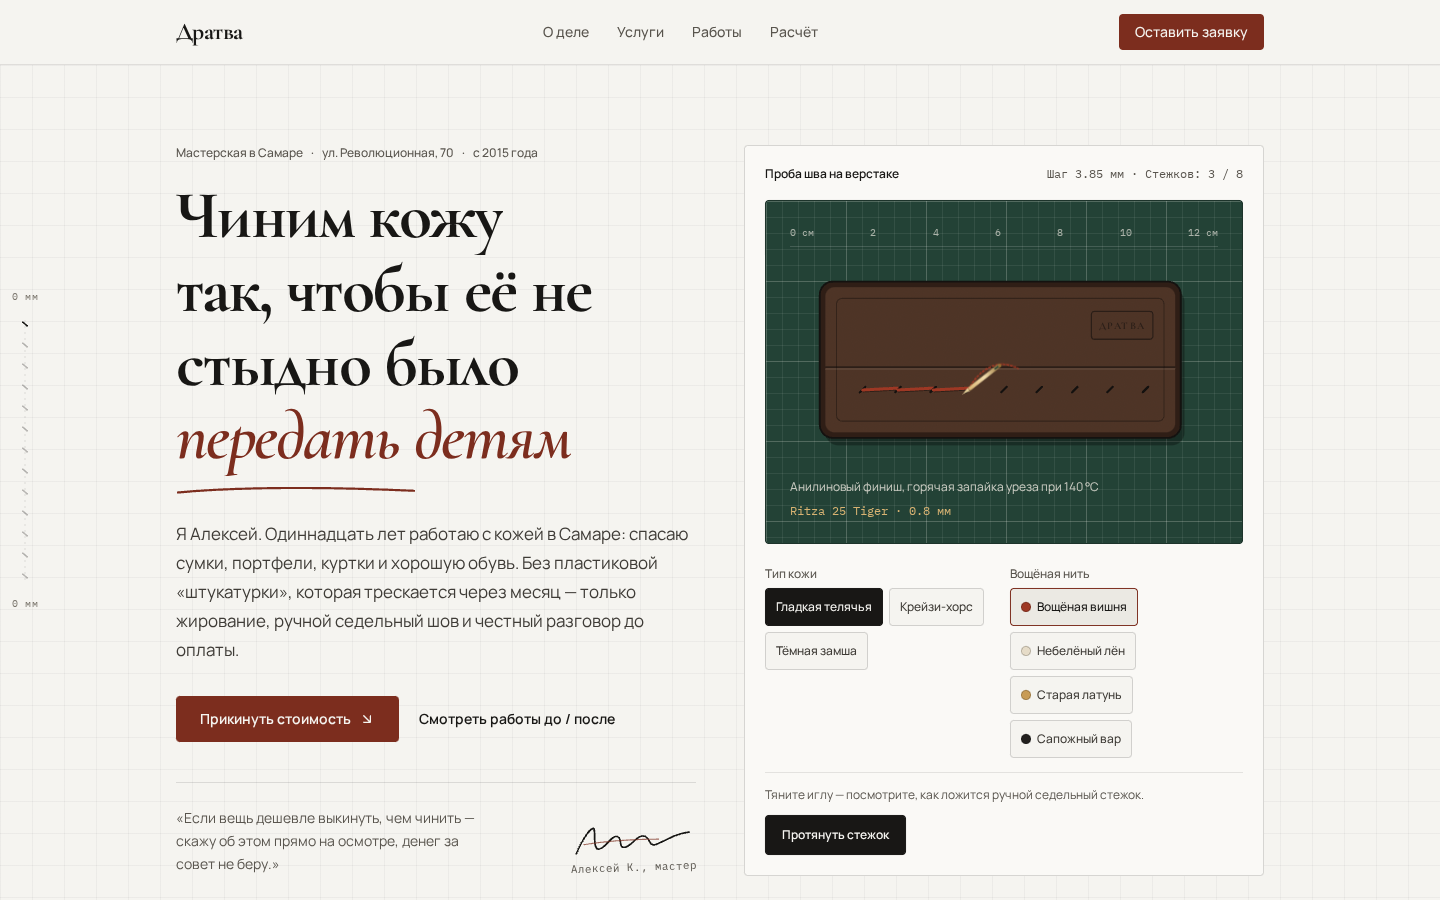 Дратва
О деле
Услуги
Работы
Расчёт
Оставить заявку
Мастерская в Самаре · ул. Революционная, 70 · с 2015 года
Чиним кожу
так, чтобы её не
стыдно было
передать детям
0 мм
0 мм
Я Алексей. Одиннадцать лет работаю с кожей в Самаре: спасаю
сумки, портфели, куртки и хорошую обувь. Без пластиковой
«штукатурки», которая трескается через месяц — только
жирование, ручной седельный шов и честный разговор до
оплаты.
Прикинуть стоимость
Смотреть работы до / после
«Если вещь дешевле выкинуть, чем чинить —
скажу об этом прямо на осмотре, денег за
совет не беру.»
Алексей К., мастер
Проба шва на верстаке
Шаг 3.85 мм · Стежков: 3 / 8
0 см 2 4 6 8 10 12 см
ДРАТВА
Анилиновый финиш, горячая запайка уреза при 140°C
Ritza 25 Tiger · 0.8 мм
Тип кожи
Гладкая телячья
Крейзи-хорс
Тёмная замша
Вощёная нить
Вощёная вишня
Небелёный лён
Старая латунь
Сапожный вар
Тяните иглу — посмотрите, как ложится ручной седельный стежок.
Протянуть стежок